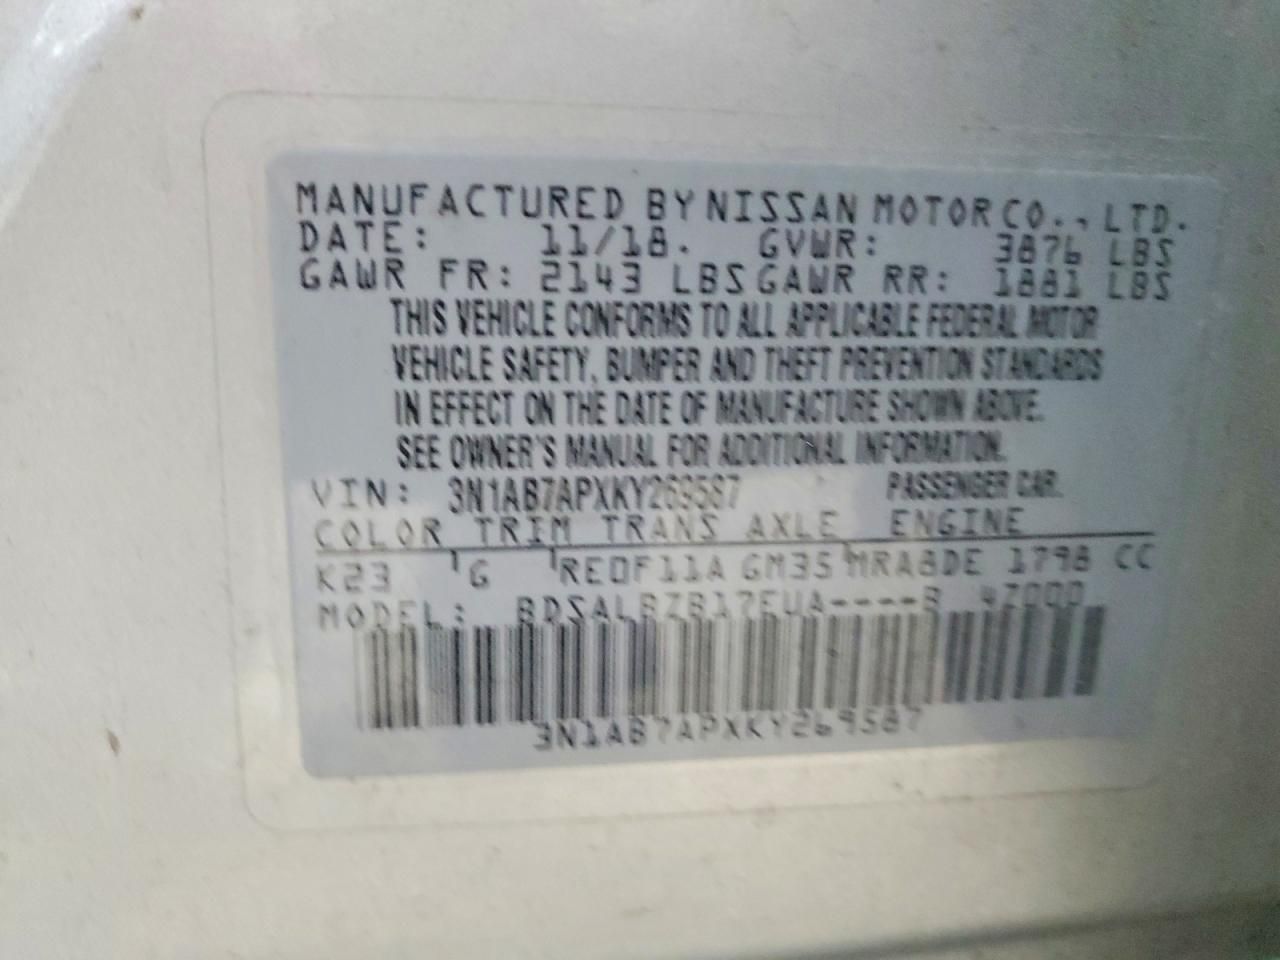 MANUFACTURED BY NISSAN MOTOR CO., LTD.
DATE: 11/18. GVWR: 3876 LBS
GAWR FR: 2143 LBS GAWR RR: 1881 LBS
THIS VEHICLE CONFORMS TO ALL APPLICABLE FEDERAL MOTOR
VEHICLE SAFETY, BUMPER AND THEFT PREVENTION STANDARDS
IN EFFECT ON THE DATE OF MANUFACTURE SHOWN ABOVE.
SEE OWNER'S MANUAL FOR ADDITIONAL INFORMATION.
VIN: 3N1AB7APXKY269587 PASSENGER CAR.
COLOR TRIM TRANS AXLE ENGINE
K23 G RE0F11A GM35 MRA8DE 1798 CC
MODEL: BDSALBZB17EUA----B 47000
3N1AB7APXKY269587